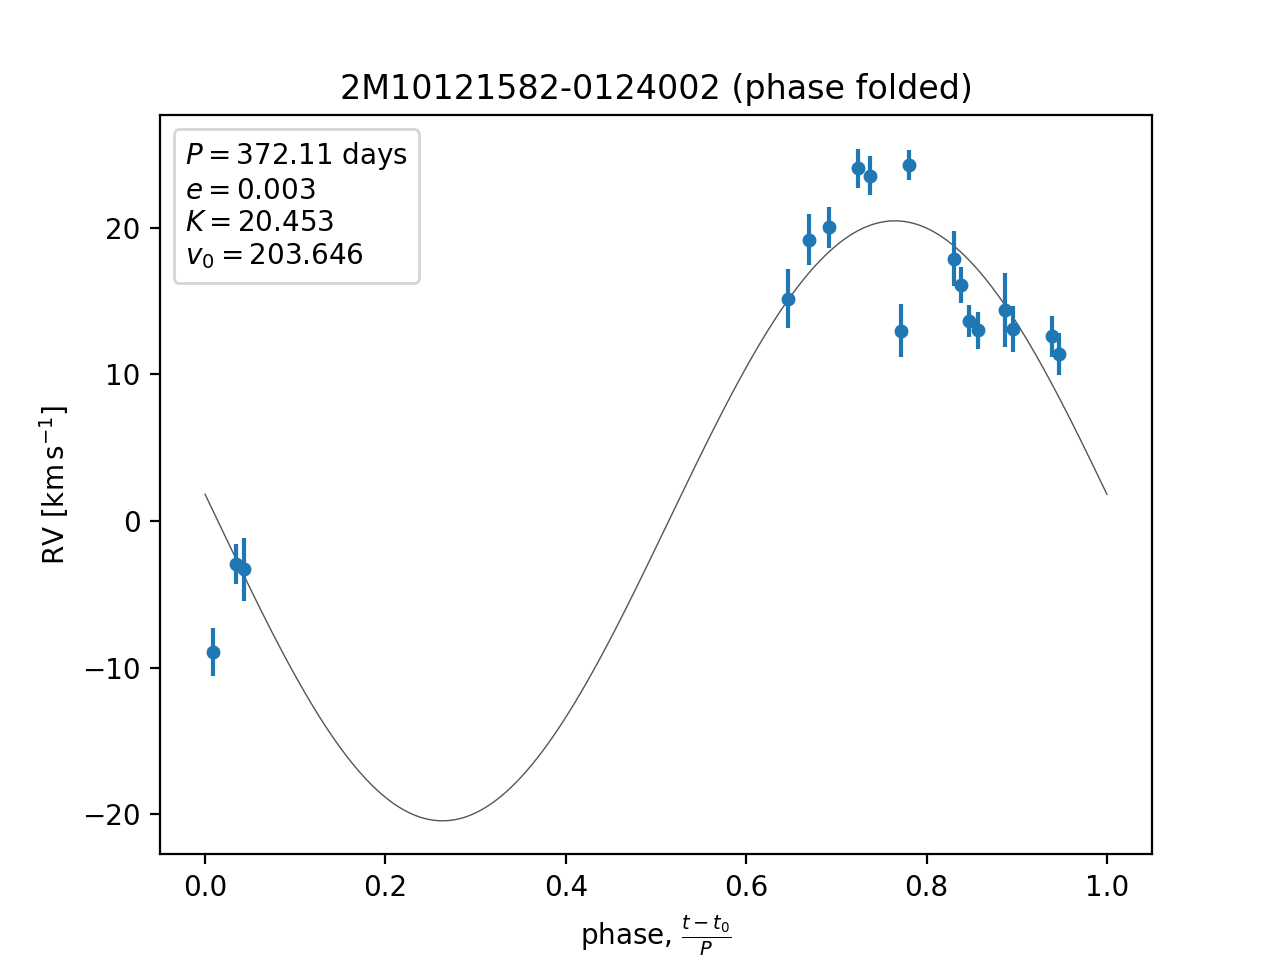 2M10121582-0124002 (phase folded)
P = 372.11 days
e = 0.003
K = 20.453
v₀ = 203.646
20
10
0
−10
−20
RV [km s⁻¹]
0.0 0.2 0.4 0.6 0.8 1.0
phase, (t − t₀)/P